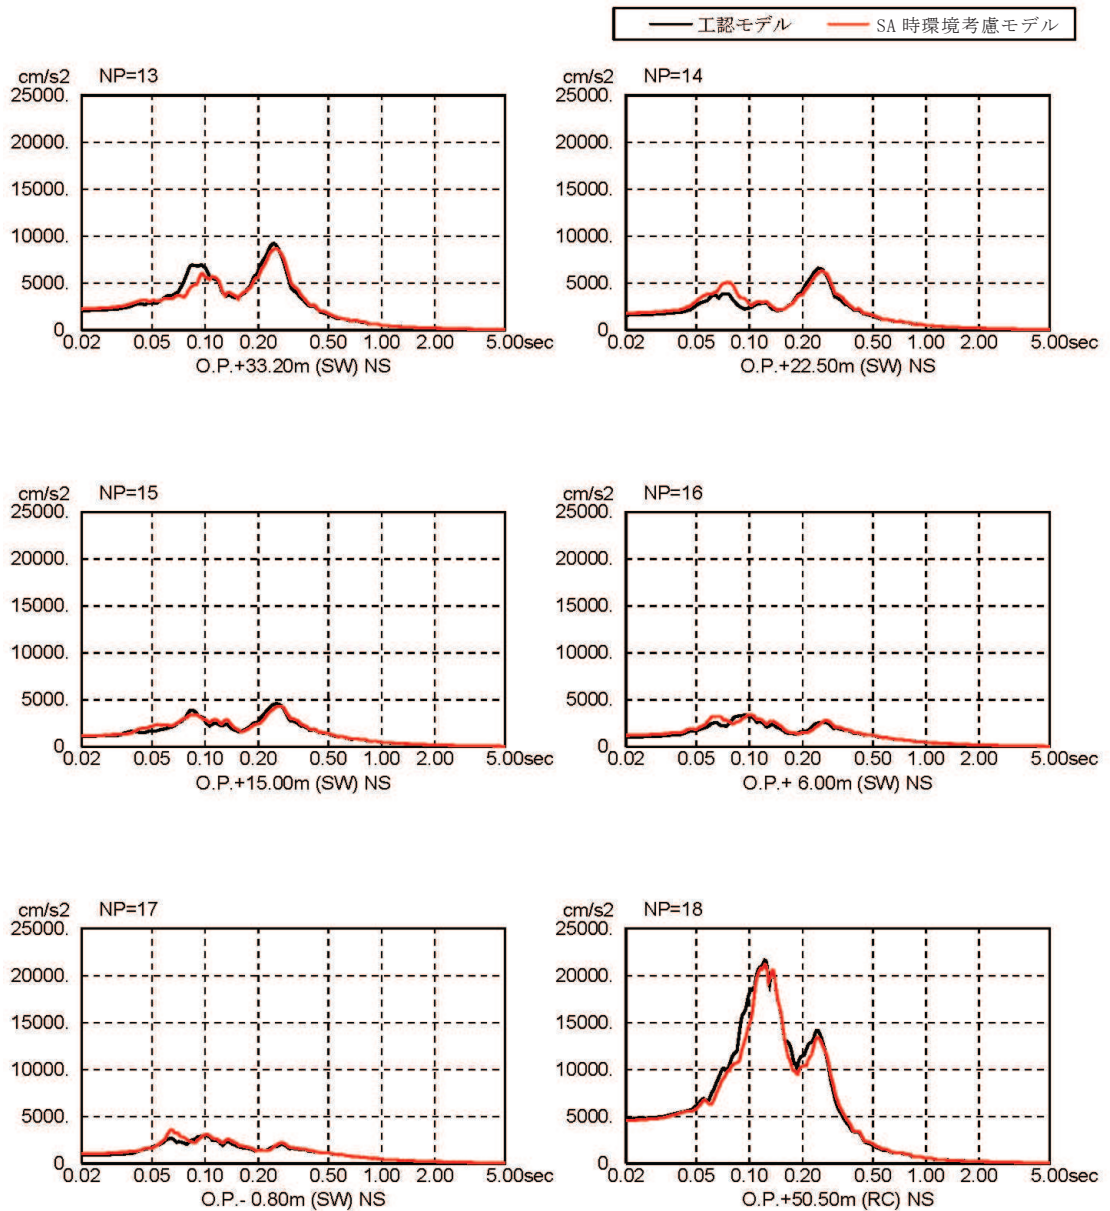 工認モデル SA 時環境考慮モデル
cm/s2 NP=13
25000.
20000.
15000.
10000.
5000.
0.
0.02 0.05 0.10 0.20 0.50 1.00 2.00 5.00sec
O.P.+33.20m (SW) NS
cm/s2 NP=14
25000.
20000.
15000.
10000.
5000.
0.
0.02 0.05 0.10 0.20 0.50 1.00 2.00 5.00sec
O.P.+22.50m (SW) NS
cm/s2 NP=15
25000.
20000.
15000.
10000.
5000.
0.
0.02 0.05 0.10 0.20 0.50 1.00 2.00 5.00sec
O.P.+15.00m (SW) NS
cm/s2 NP=16
25000.
20000.
15000.
10000.
5000.
0.
0.02 0.05 0.10 0.20 0.50 1.00 2.00 5.00sec
O.P.+ 6.00m (SW) NS
cm/s2 NP=17
25000.
20000.
15000.
10000.
5000.
0.
0.02 0.05 0.10 0.20 0.50 1.00 2.00 5.00sec
O.P.- 0.80m (SW) NS
cm/s2 NP=18
25000.
20000.
15000.
10000.
5000.
0.
0.02 0.05 0.10 0.20 0.50 1.00 2.00 5.00sec
O.P.+50.50m (RC) NS